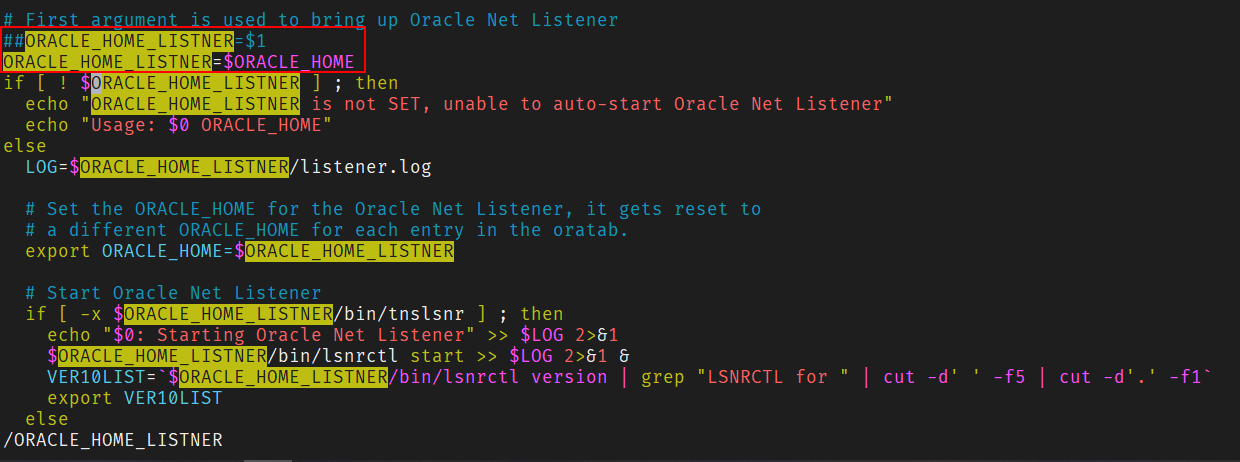 # First argument is used to bring up Oracle Net Listener
##ORACLE_HOME_LISTNER=$1
ORACLE_HOME_LISTNER=$ORACLE_HOME
if [ ! $ORACLE_HOME_LISTNER ] ; then
  echo "ORACLE_HOME_LISTNER is not SET, unable to auto-start Oracle Net Listener"
  echo "Usage: $0 ORACLE_HOME"
else
  LOG=$ORACLE_HOME_LISTNER/listener.log

  # Set the ORACLE_HOME for the Oracle Net Listener, it gets reset to
  # a different ORACLE_HOME for each entry in the oratab.
  export ORACLE_HOME=$ORACLE_HOME_LISTNER

  # Start Oracle Net Listener
  if [ -x $ORACLE_HOME_LISTNER/bin/tnslsnr ] ; then
    echo "$0: Starting Oracle Net Listener" >> $LOG 2>&1
    $ORACLE_HOME_LISTNER/bin/lsnrctl start >> $LOG 2>&1 &
    VER10LIST=`$ORACLE_HOME_LISTNER/bin/lsnrctl version | grep "LSNRCTL for " | cut -d' ' -f5 | cut -d'.' -f1`
    export VER10LIST
  else
/ORACLE_HOME_LISTNER